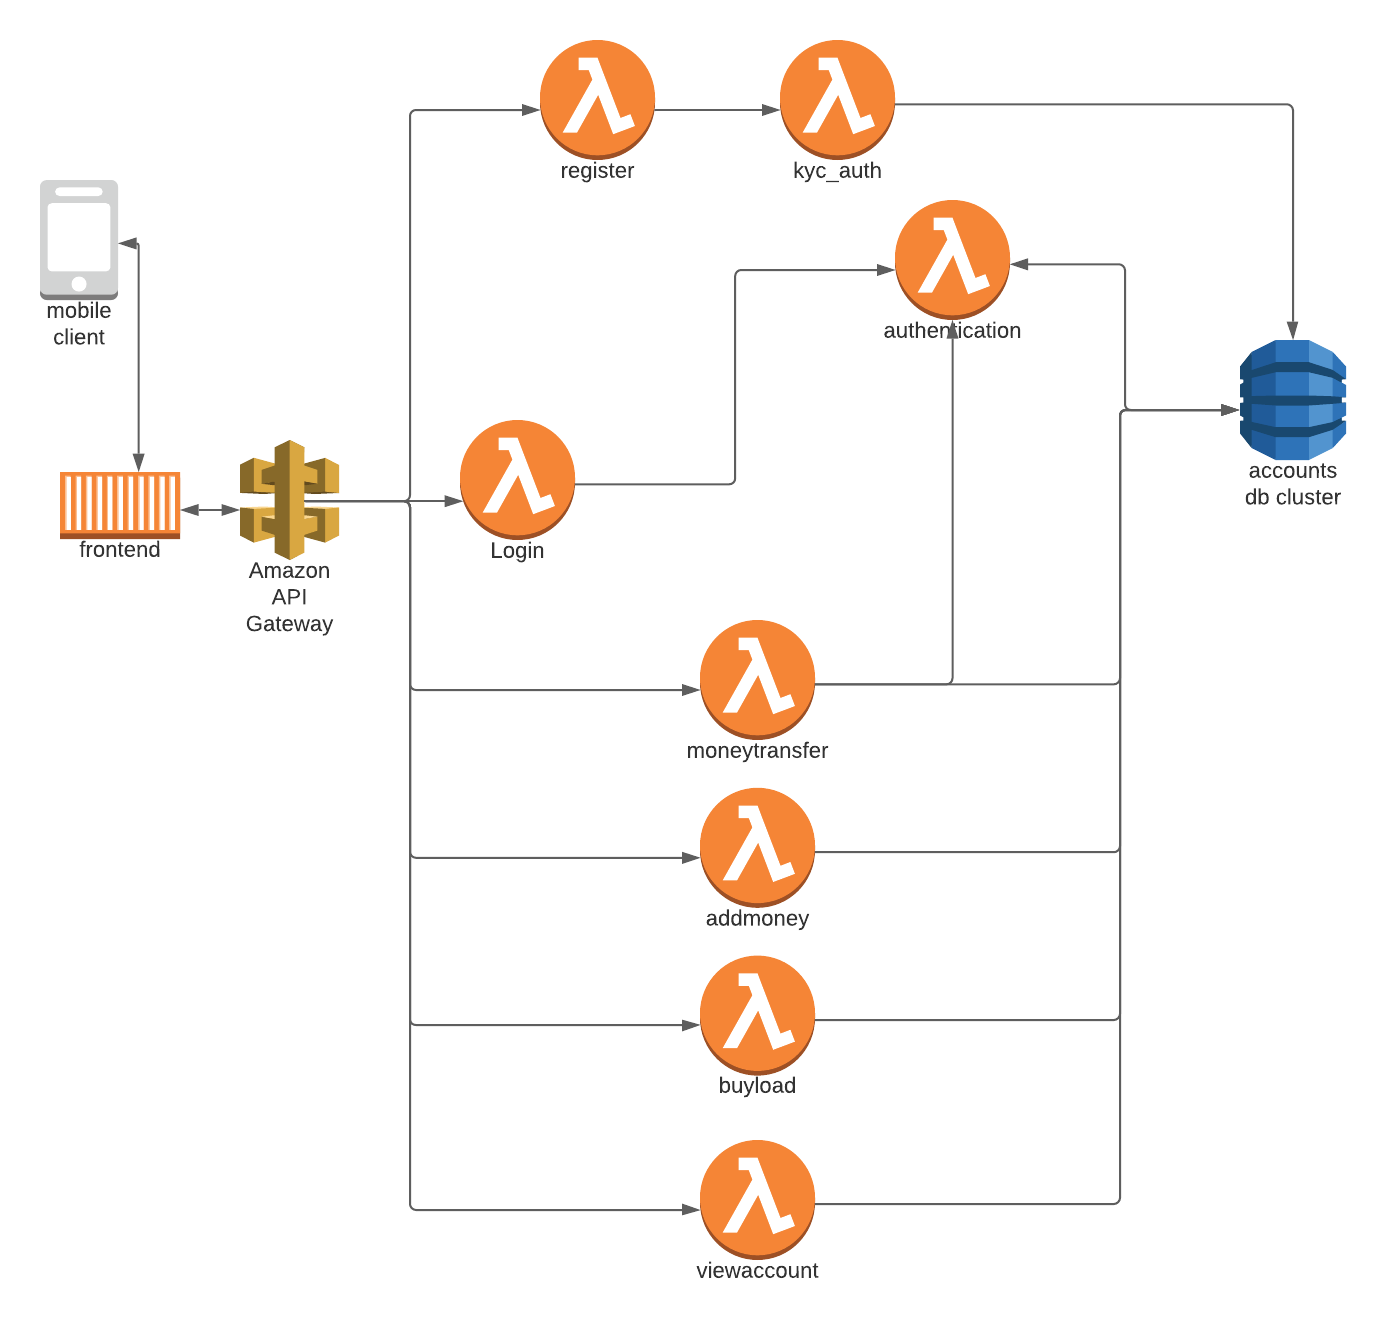 register
kyc_auth
mobile
client
authentication
accounts
db cluster
frontend
Amazon
API
Gateway
Login
moneytransfer
addmoney
buyload
viewaccount